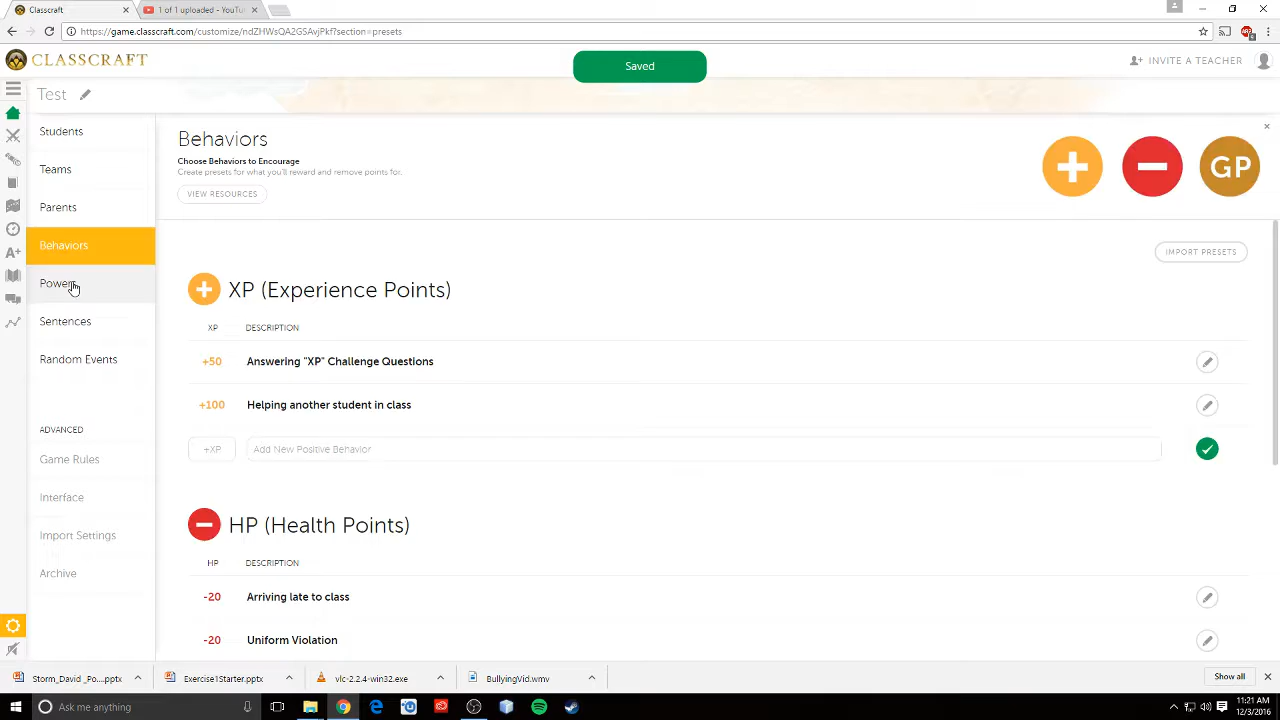 Classcraft
1 of 1 uploaded - YouTu
https://game.classcraft.com/customize/ndZHWsQA2GSAvjPkf?section=presets
CLASSCRAFT
Saved
INVITE A TEACHER
Test
Students
Teams
Parents
Behaviors
Powers
Sentences
Random Events
ADVANCED
Game Rules
Interface
Import Settings
Archive
Behaviors
Choose Behaviors to Encourage
Create presets for what you'll reward and remove points for.
VIEW RESOURCES
GP
IMPORT PRESETS
XP (Experience Points)
XP DESCRIPTION
+50 Answering "XP" Challenge Questions
+100 Helping another student in class
+XP Add New Positive Behavior
HP (Health Points)
HP DESCRIPTION
-20 Arriving late to class
-20 Uniform Violation
Storm_David _Fo....pptx
Exercise1Starter.pptx
vlc-2.2.4-win32.exe
BullyingVid.wmv
Show all
Ask me anything
11:21 AM
12/3/2016